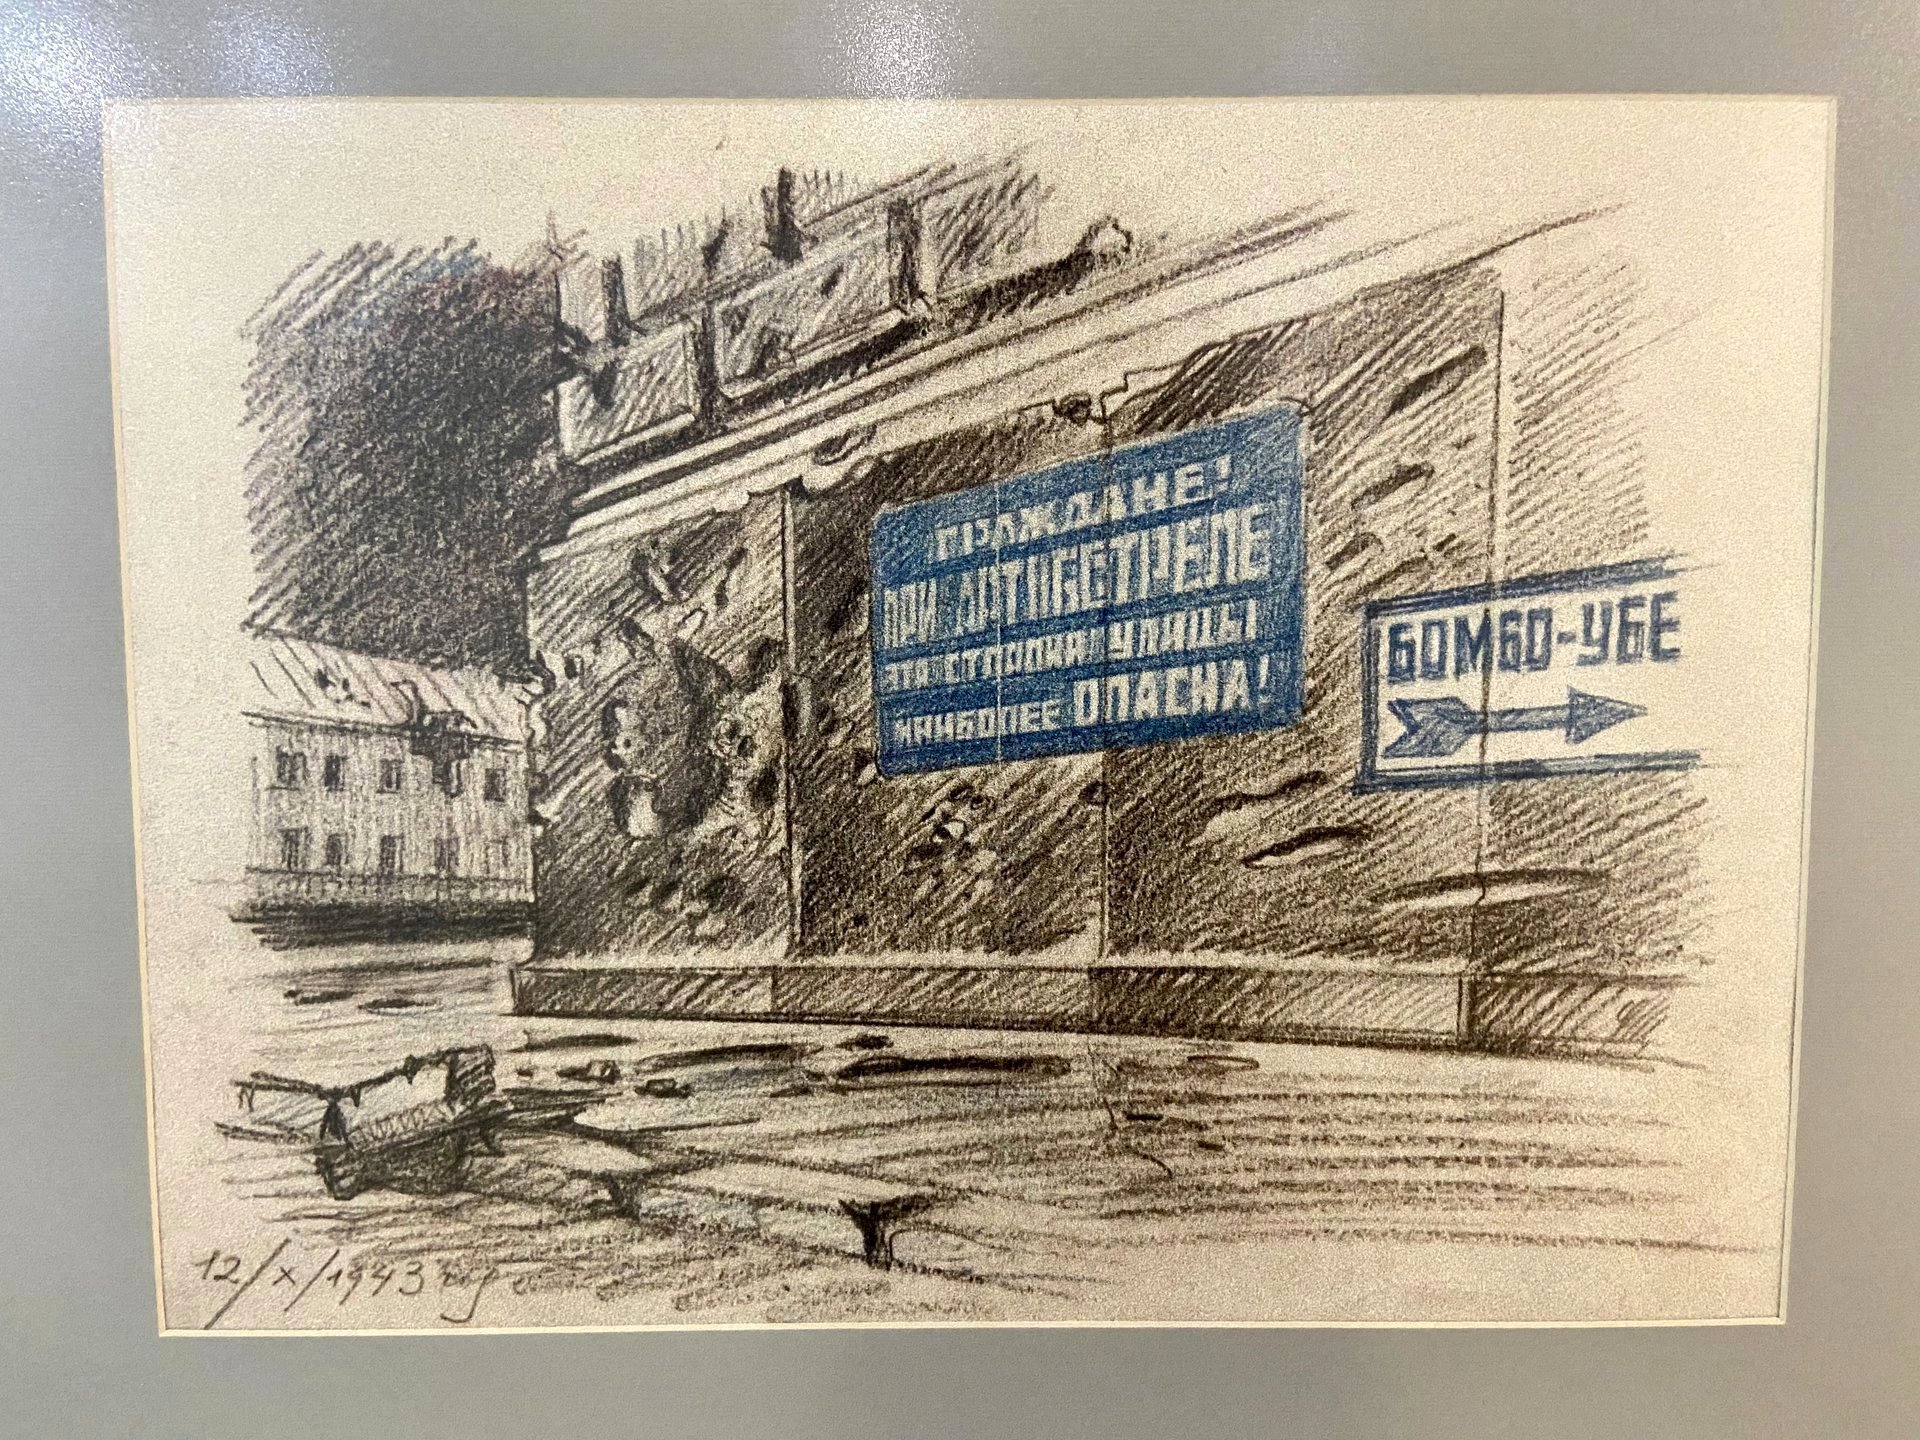 ГРАЖДАНЕ!
ПРИ АРТОБСТРЕЛЕ
ЭТА СТОРОНА УЛИЦЫ
НАИБОЛЕЕ ОПАСНА!
БОМБО-УБЕ
12/X/1943 г